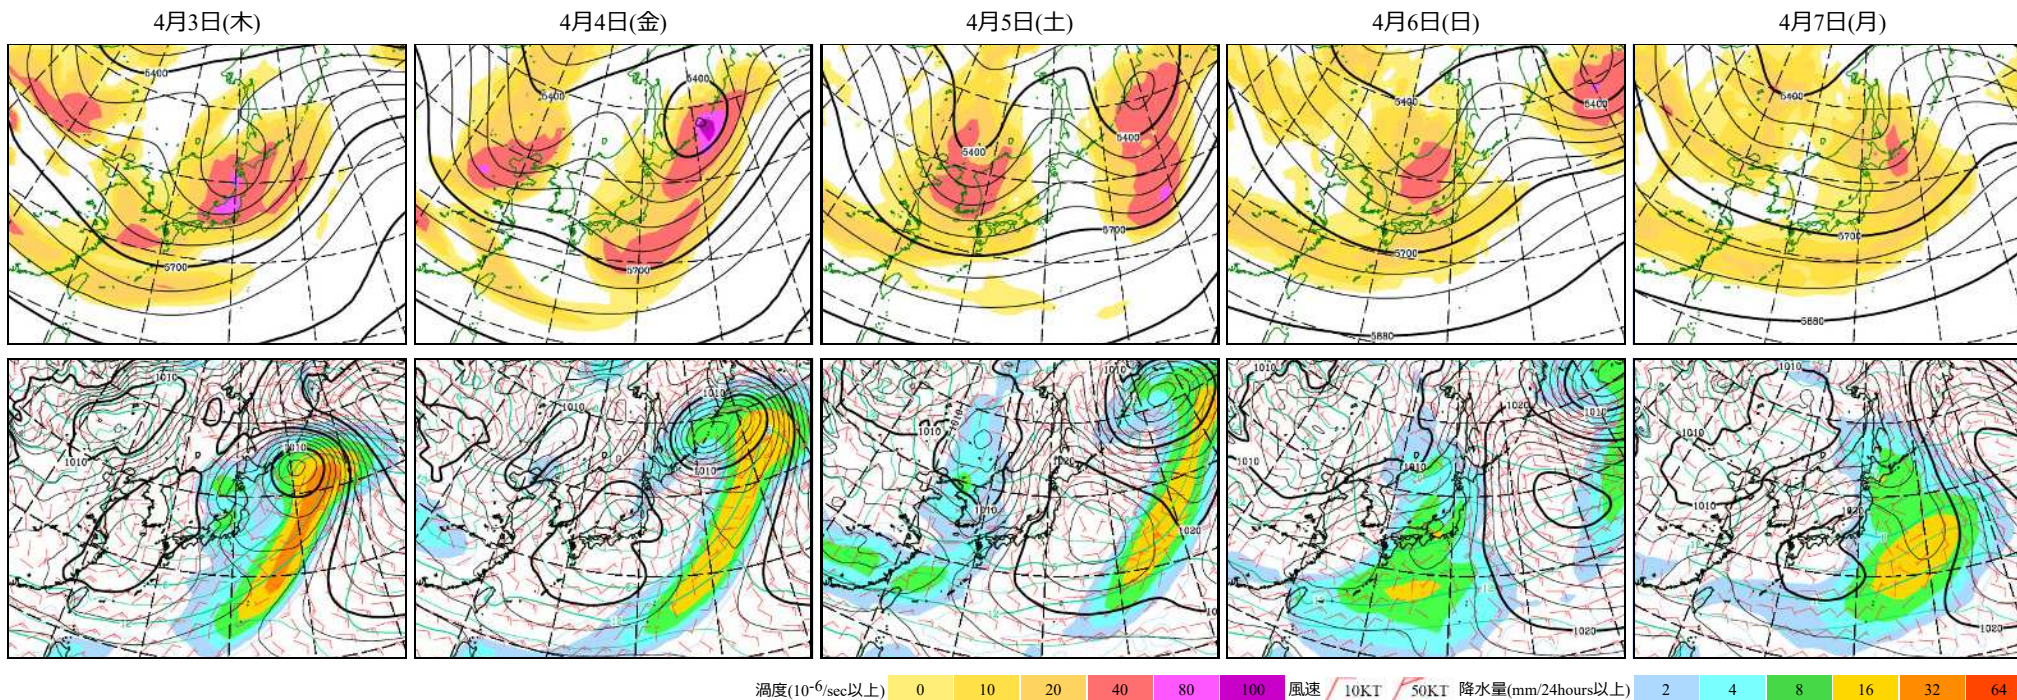 4月3日(木) 4月4日(金) 4月5日(土) 4月6日(日) 4月7日(月)
5400 5400 5400 5400 5400 5400 5400 5400
5700 5700 5700 5700 5700
5880 5880
1010 1010 1010 1010 1010 1010 1010
1010 1010 1010 1010 1010 1010 1010
1020 1020 1020 1020 1020 1020
渦度(10⁻⁶/sec以上) 0 10 20 40 80 100 風速 10KT 50KT 降水量(mm/24hours以上) 2 4 8 16 32 64